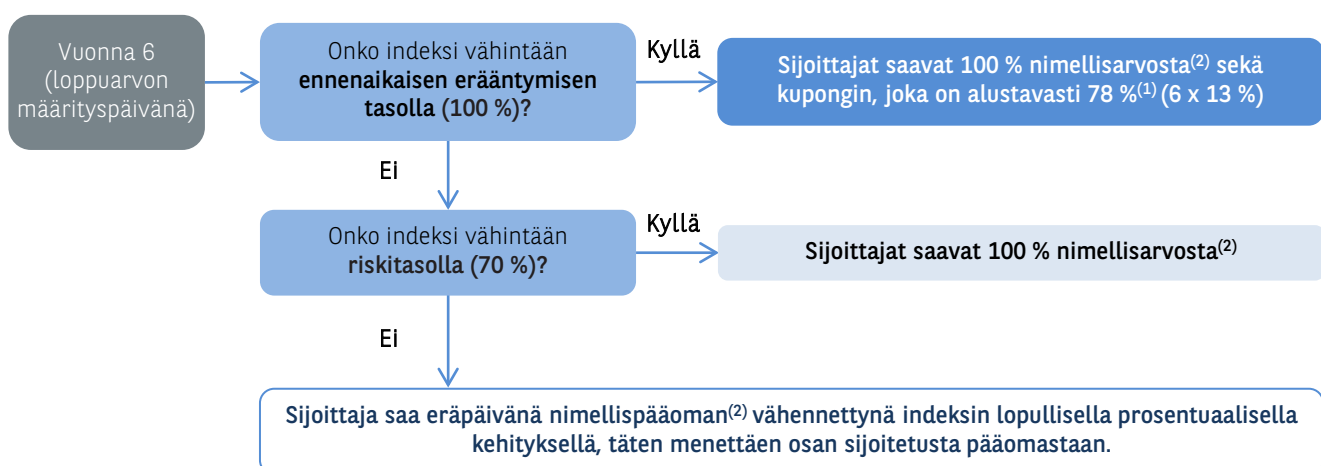 Vuonna 6
(loppuarvon
määrityspäivänä)
Onko indeksi vähintään
ennenaikaisen erääntymisen
tasolla (100 %)?
Kyllä
Sijoittajat saavat 100 % nimellisarvosta(2) sekä
kupongin, joka on alustavasti 78 %(1) (6 x 13 %)
Ei
Onko indeksi vähintään
riskitasolla (70 %)?
Kyllä
Sijoittajat saavat 100 % nimellisarvosta(2)
Ei
Sijoittaja saa eräpäivänä nimellispääoman(2) vähennettynä indeksin lopullisella prosentuaalisella
kehityksellä, täten menettäen osan sijoitetusta pääomastaan.